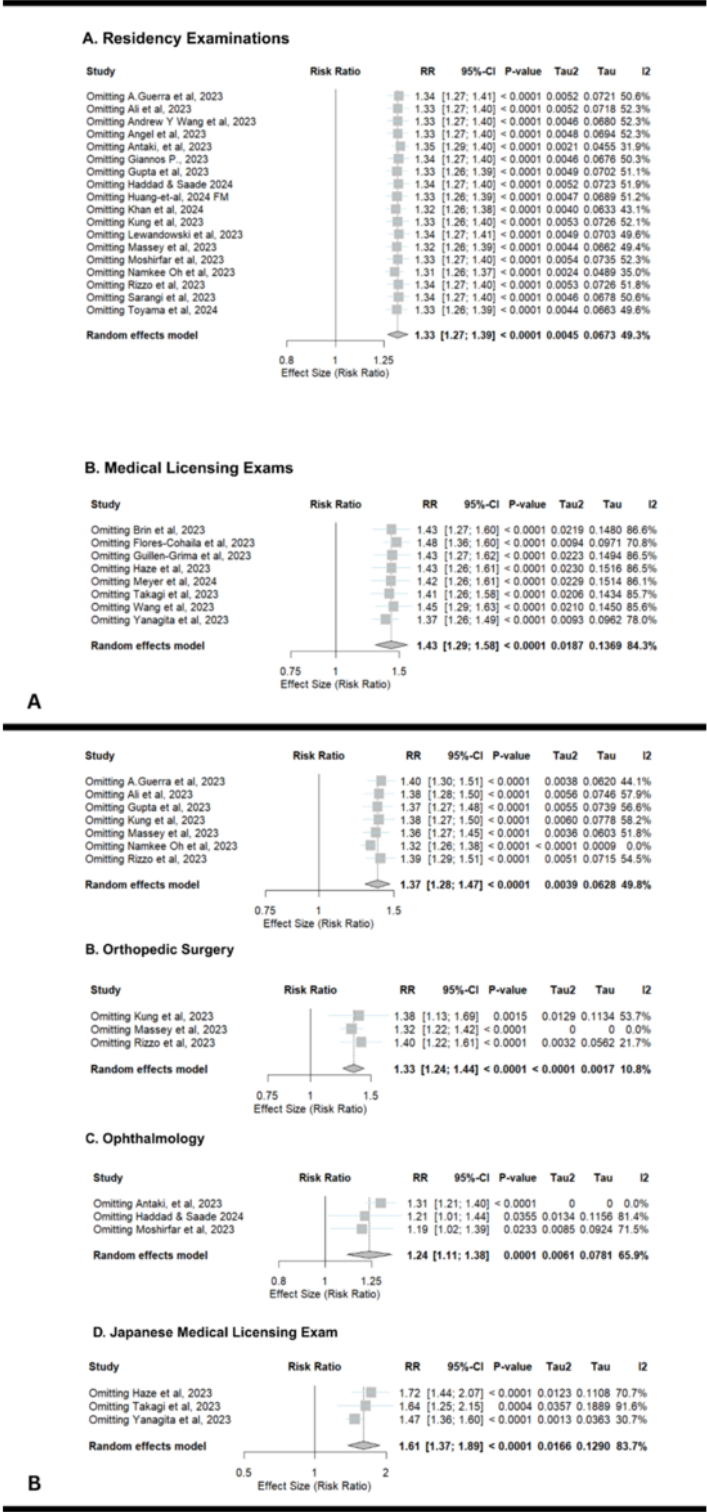 A. Residency Examinations
Study Risk Ratio RR 95%-CI P-value Tau2 Tau I2
Omitting A.Guerra et al, 2023 1.34 [1.27; 1.41] < 0.0001 0.0052 0.0721 50.6%
Omitting Ali et al, 2023 1.33 [1.27; 1.40] < 0.0001 0.0052 0.0718 52.3%
Omitting Andrew Y Wang et al, 2023 1.33 [1.27; 1.40] < 0.0001 0.0046 0.0680 52.3%
Omitting Angel et al, 2023 1.33 [1.27; 1.40] < 0.0001 0.0048 0.0694 52.3%
Omitting Antaki, et al, 2023 1.35 [1.29; 1.40] < 0.0001 0.0021 0.0455 31.9%
Omitting Giannos P., 2023 1.34 [1.27; 1.40] < 0.0001 0.0046 0.0676 50.3%
Omitting Gupta et al, 2023 1.33 [1.26; 1.39] < 0.0001 0.0049 0.0702 51.1%
Omitting Haddad & Saade 2024 1.34 [1.27; 1.40] < 0.0001 0.0052 0.0723 51.9%
Omitting Huang-et-al, 2024 FM 1.33 [1.26; 1.39] < 0.0001 0.0047 0.0689 51.2%
Omitting Khan et al, 2024 1.32 [1.26; 1.38] < 0.0001 0.0040 0.0633 43.1%
Omitting Kung et al, 2023 1.33 [1.26; 1.40] < 0.0001 0.0053 0.0726 52.1%
Omitting Lewandowski et al, 2023 1.34 [1.27; 1.41] < 0.0001 0.0049 0.0703 49.6%
Omitting Massey et al, 2023 1.32 [1.26; 1.39] < 0.0001 0.0044 0.0662 49.4%
Omitting Moshirfar et al, 2023 1.33 [1.27; 1.40] < 0.0001 0.0054 0.0735 52.3%
Omitting Namkee Oh et al, 2023 1.31 [1.26; 1.37] < 0.0001 0.0024 0.0489 35.0%
Omitting Rizzo et al, 2023 1.34 [1.27; 1.40] < 0.0001 0.0053 0.0726 51.8%
Omitting Sarangi et al, 2023 1.34 [1.27; 1.40] < 0.0001 0.0046 0.0678 50.6%
Omitting Toyama et al, 2024 1.33 [1.26; 1.39] < 0.0001 0.0044 0.0663 49.6%
Random effects model 1.33 [1.27; 1.39] < 0.0001 0.0045 0.0673 49.3%
0.8 1 1.25
Effect Size (Risk Ratio)
B. Medical Licensing Exams
Study Risk Ratio RR 95%-CI P-value Tau2 Tau I2
Omitting Brin et al, 2023 1.43 [1.27; 1.60] < 0.0001 0.0219 0.1480 86.6%
Omitting Flores-Cohaila et al, 2023 1.48 [1.36; 1.60] < 0.0001 0.0094 0.0971 70.8%
Omitting Guillen-Grima et al, 2023 1.43 [1.27; 1.62] < 0.0001 0.0223 0.1494 86.5%
Omitting Haze et al, 2023 1.43 [1.26; 1.61] < 0.0001 0.0230 0.1516 86.5%
Omitting Meyer et al, 2024 1.42 [1.26; 1.61] < 0.0001 0.0229 0.1514 86.1%
Omitting Takagi et al, 2023 1.41 [1.26; 1.58] < 0.0001 0.0206 0.1434 85.7%
Omitting Wang et al, 2023 1.45 [1.29; 1.63] < 0.0001 0.0210 0.1450 85.6%
Omitting Yanagita et al, 2023 1.37 [1.26; 1.49] < 0.0001 0.0093 0.0962 78.0%
Random effects model 1.43 [1.29; 1.58] < 0.0001 0.0187 0.1369 84.3%
0.75 1 1.5
Effect Size (Risk Ratio)
A
Study Risk Ratio RR 95%-CI P-value Tau2 Tau I2
Omitting A.Guerra et al, 2023 1.40 [1.30; 1.51] < 0.0001 0.0038 0.0620 44.1%
Omitting Ali et al, 2023 1.38 [1.28; 1.50] < 0.0001 0.0056 0.0746 57.9%
Omitting Gupta et al, 2023 1.37 [1.27; 1.48] < 0.0001 0.0055 0.0739 56.6%
Omitting Kung et al, 2023 1.38 [1.27; 1.50] < 0.0001 0.0060 0.0778 58.2%
Omitting Massey et al, 2023 1.36 [1.27; 1.45] < 0.0001 0.0036 0.0603 51.8%
Omitting Namkee Oh et al, 2023 1.32 [1.26; 1.38] < 0.0001 < 0.0001 0.0009 0.0%
Omitting Rizzo et al, 2023 1.39 [1.29; 1.51] < 0.0001 0.0051 0.0715 54.5%
Random effects model 1.37 [1.28; 1.47] < 0.0001 0.0039 0.0628 49.8%
0.75 1 1.5
Effect Size (Risk Ratio)
B. Orthopedic Surgery
Study Risk Ratio RR 95%-CI P-value Tau2 Tau I2
Omitting Kung et al, 2023 1.38 [1.13; 1.69] 0.0015 0.0129 0.1134 53.7%
Omitting Massey et al, 2023 1.32 [1.22; 1.42] < 0.0001 0 0 0.0%
Omitting Rizzo et al, 2023 1.40 [1.22; 1.61] < 0.0001 0.0032 0.0562 21.7%
Random effects model 1.33 [1.24; 1.44] < 0.0001 < 0.0001 0.0017 10.8%
0.75 1 1.5
Effect Size (Risk Ratio)
C. Ophthalmology
Study Risk Ratio RR 95%-CI P-value Tau2 Tau I2
Omitting Antaki, et al, 2023 1.31 [1.21; 1.40] < 0.0001 0 0 0.0%
Omitting Haddad & Saade 2024 1.21 [1.01; 1.44] 0.0355 0.0134 0.1156 81.4%
Omitting Moshirfar et al, 2023 1.19 [1.02; 1.39] 0.0233 0.0085 0.0924 71.5%
Random effects model 1.24 [1.11; 1.38] 0.0001 0.0061 0.0781 65.9%
0.8 1 1.25
Effect Size (Risk Ratio)
D. Japanese Medical Licensing Exam
Study Risk Ratio RR 95%-CI P-value Tau2 Tau I2
Omitting Haze et al, 2023 1.72 [1.44; 2.07] < 0.0001 0.0123 0.1108 70.7%
Omitting Takagi et al, 2023 1.64 [1.25; 2.15] 0.0004 0.0357 0.1889 91.6%
Omitting Yanagita et al, 2023 1.47 [1.36; 1.60] < 0.0001 0.0013 0.0363 30.7%
Random effects model 1.61 [1.37; 1.89] < 0.0001 0.0166 0.1290 83.7%
0.5 1 2
Effect Size (Risk Ratio)
B